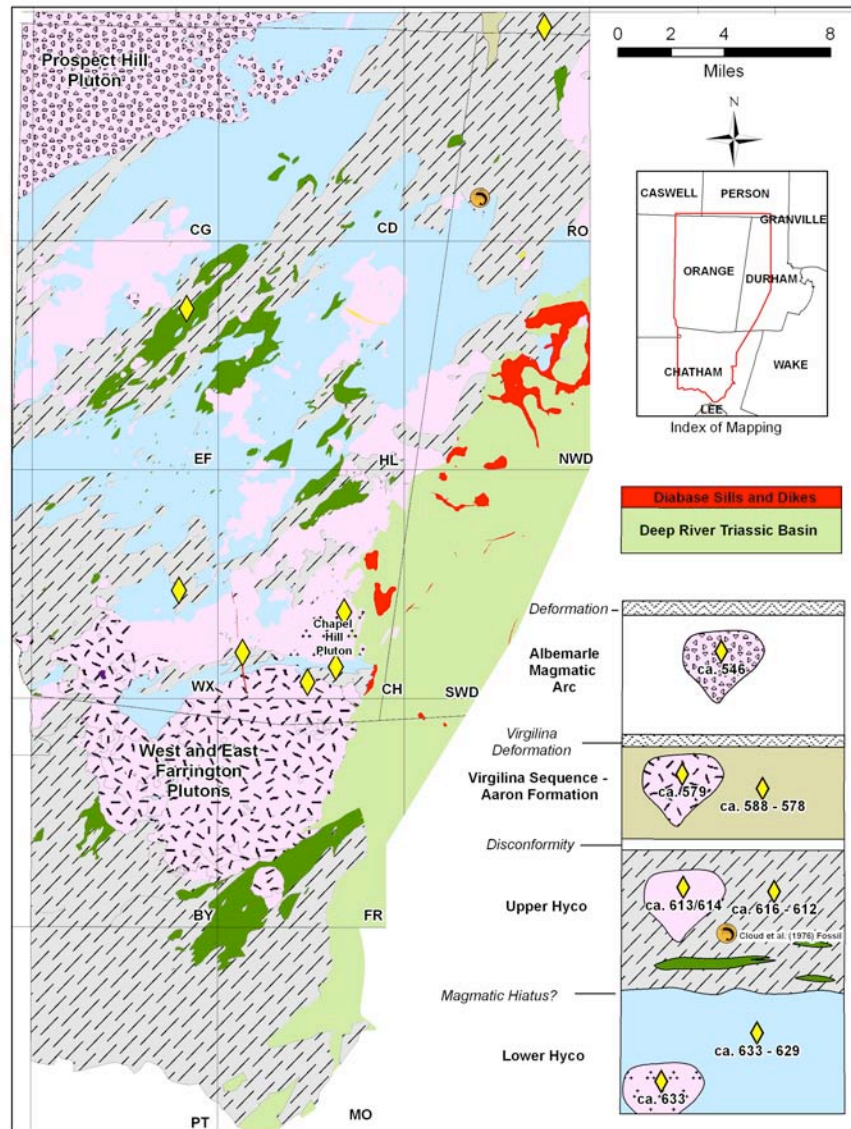 Prospect Hill
Pluton
CG
CD
RO
EF
HL
NWD
Chapel
Hill
Pluton
WX
CH
SWD
West and East
Farrington
Plutons
BY
FR
PT
MO
0 2 4 8
Miles
N
CASWELL
PERSON
GRANVILLE
ORANGE
DURHAM
CHATHAM
WAKE
LEE
Index of Mapping
Diabase Sills and Dikes
Deep River Triassic Basin
Deformation
Albemarle
Magmatic
Arc
ca. 546
Virgilina
Deformation
Virgilina Sequence -
Aaron Formation
ca. 579
ca. 588 - 578
Disconformity
Upper Hyco
ca. 613/614
ca. 616 - 612
Cloud et al. (1976) Fossil
Magmatic Hiatus?
Lower Hyco
ca. 633 - 629
ca. 633